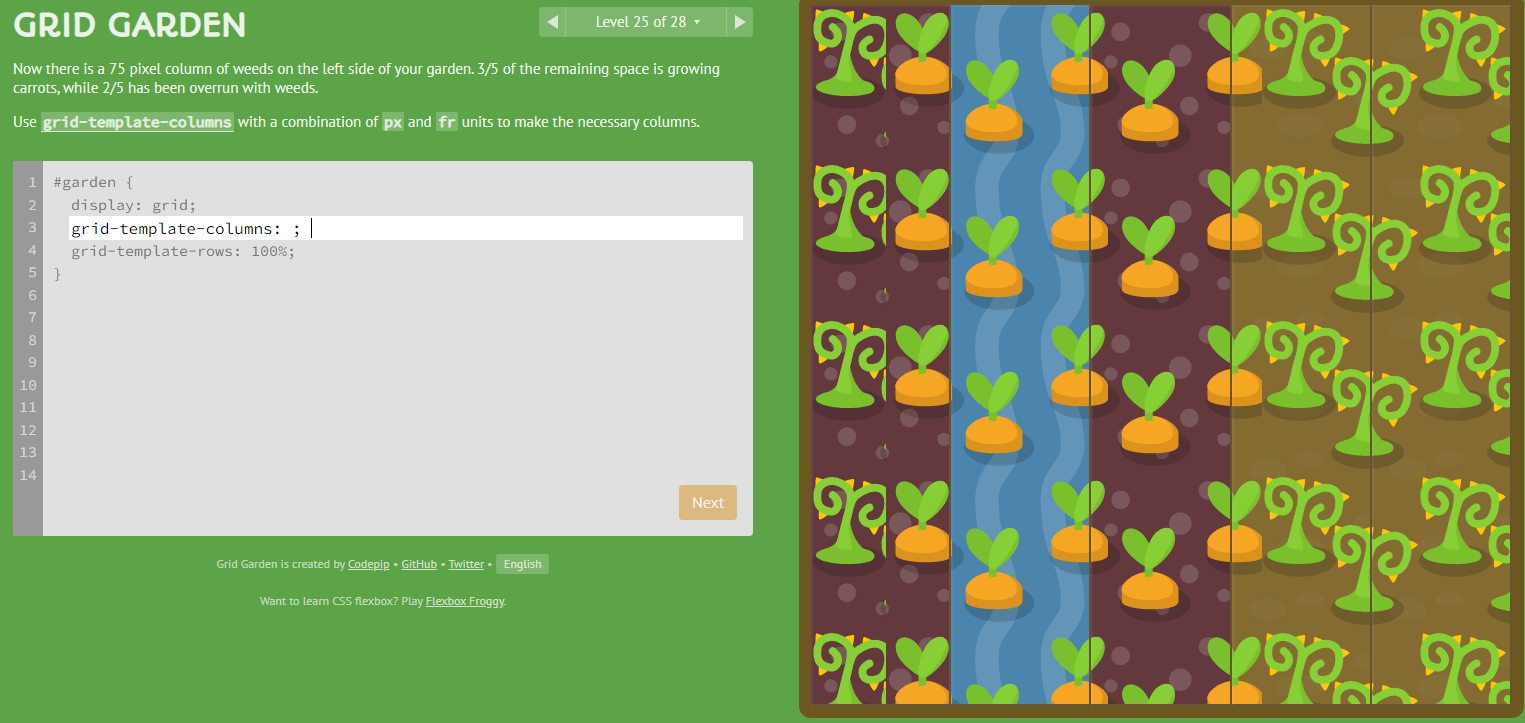 GRID GARDEN
◀ Level 25 of 28 ▾ ▶
Now there is a 75 pixel column of weeds on the left side of your garden. 3/5 of the remaining space is growing
carrots, while 2/5 has been overrun with weeds.
Use grid-template-columns with a combination of px and fr units to make the necessary columns.
1 #garden {
2 display: grid;
3 grid-template-columns: ;
4 grid-template-rows: 100%;
5 }
6
7
8
9
10
11
12
13
14
Next
Grid Garden is created by Codepip • GitHub • Twitter • English
Want to learn CSS flexbox? Play Flexbox Froggy.